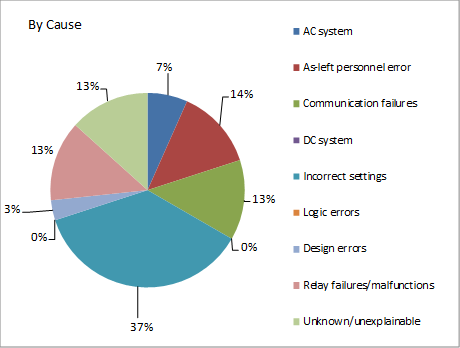 By Cause
7%
14%
13%
0%
37%
0%
3%
13%
13%
AC system
As-left personnel error
Communication failures
DC system
Incorrect settings
Logic errors
Design errors
Relay failures/malfunctions
Unknown/unexplainable